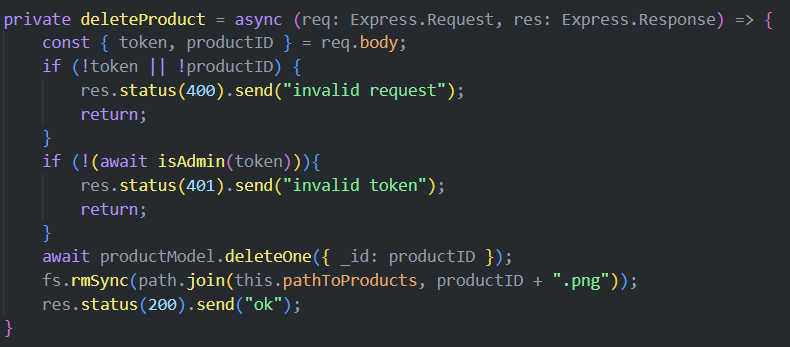 private deleteProduct = async (req: Express.Request, res: Express.Response) => {
    const { token, productID } = req.body;
    if (!token || !productID) {
        res.status(400).send("invalid request");
        return;
    }
    if (!(await isAdmin(token))){
        res.status(401).send("invalid token");
        return;
    }
    await productModel.deleteOne({ _id: productID });
    fs.rmSync(path.join(this.pathToProducts, productID + ".png"));
    res.status(200).send("ok");
}